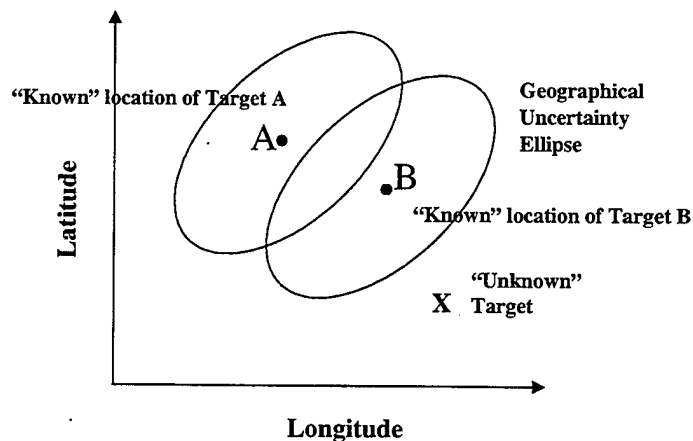 “Known” location of Target A
Geographical
Uncertainty
Ellipse
A
B
“Known” location of Target B
“Unknown”
Target
X
Latitude
Longitude